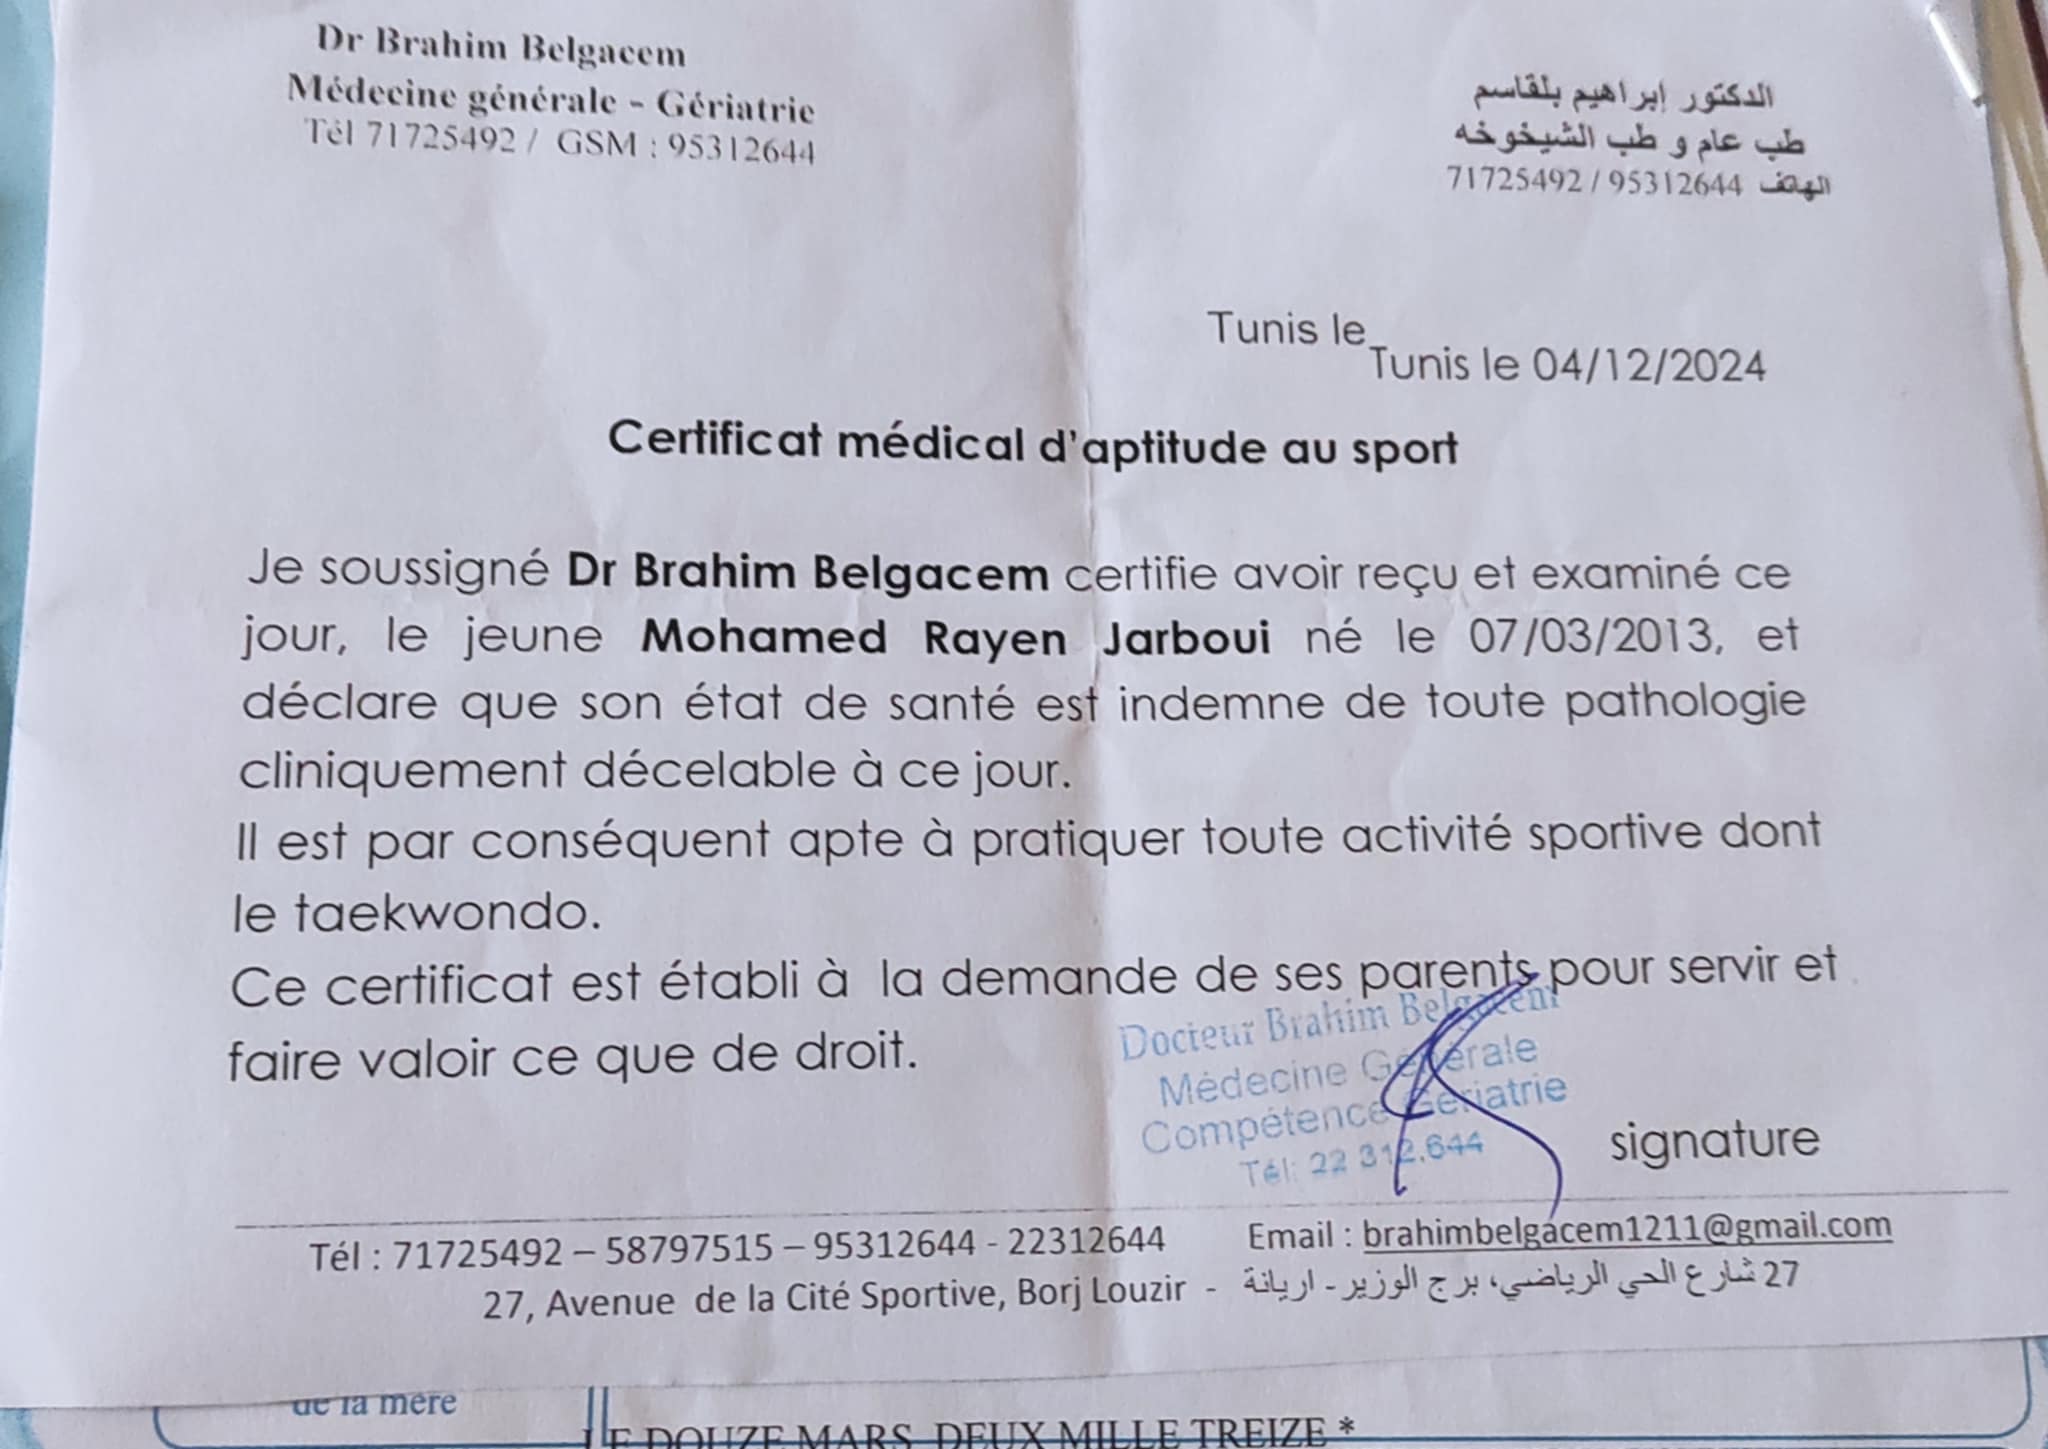 Dr Brahim Belgacem
Médecine générale - Gériatrie
Tél 71725492 / GSM : 95312644
الدكتور إبراهيم بلقاسم
طب عام و طب الشيخوخه
الهاتف 71725492 / 95312644
Tunis le
Tunis le 04/12/2024
Certificat médical d'aptitude au sport
Je soussigné Dr Brahim Belgacem certifie avoir reçu et examiné ce
jour, le jeune Mohamed Rayen Jarboui né le 07/03/2013, et
déclare que son état de santé est indemne de toute pathologie
cliniquement décelable à ce jour.
Il est par conséquent apte à pratiquer toute activité sportive dont
le taekwondo.
Ce certificat est établi à la demande de ses parents pour servir et
faire valoir ce que de droit.
Docteur Brahim Belgacem
Médecine Générale
Compétence Gériatrie
Tél: 22 312.644
signature
Tél : 71725492 – 58797515 – 95312644 - 22312644 Email : brahimbelgacem1211@gmail.com
27, Avenue de la Cité Sportive, Borj Louzir - 27 شارع الحي الرياضي، برج الوزير - اريانة
de la mère
LE DOUZE MARS DEUX MILLE TREIZE *